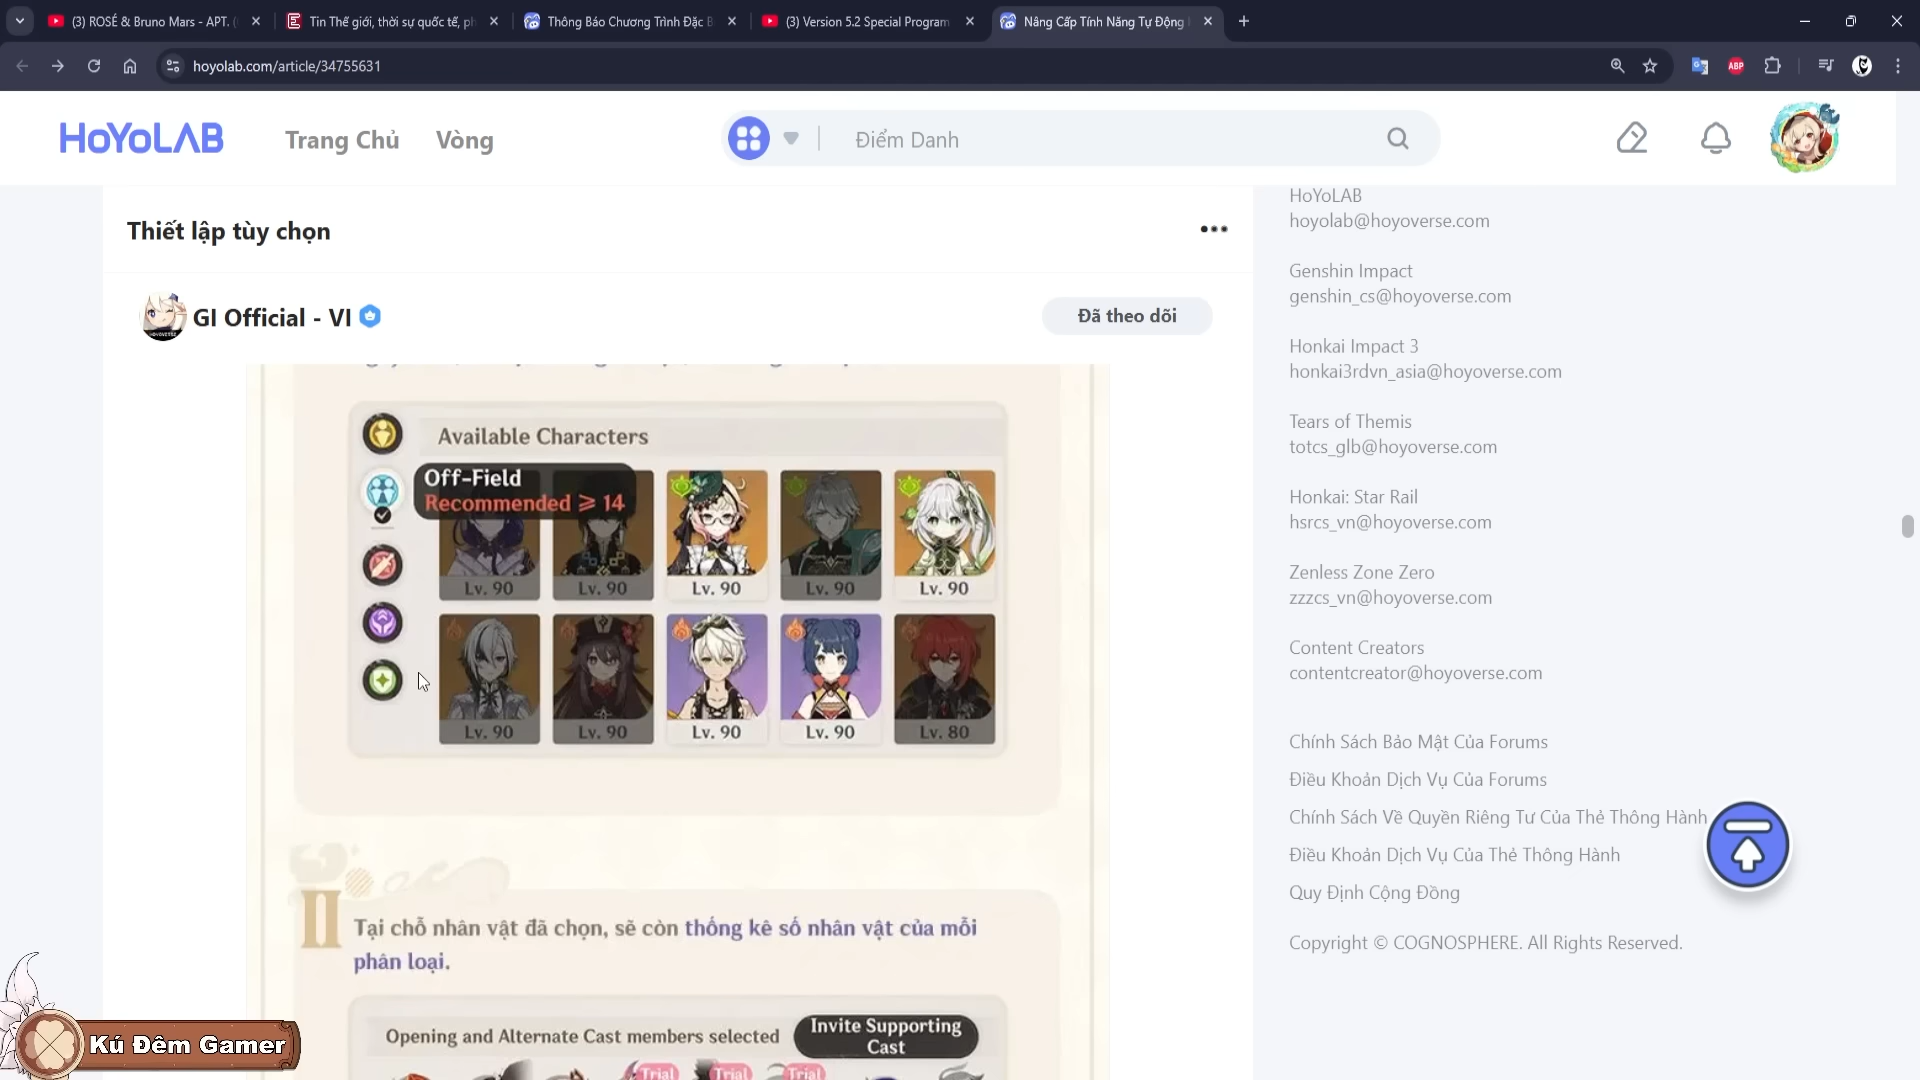 (3) ROSÉ & Bruno Mars - APT. (
Tin Thế giới, thời sự quốc tế, ph
Thông Báo Chương Trình Đặc B
(3) Version 5.2 Special Program
Nâng Cấp Tính Năng Tự Động
hoyolab.com/article/34755631
ABP
HoYoLAB
Trang Chủ
Vòng
Điểm Danh
Thiết lập tùy chọn
GI Official - VI
Đã theo dõi
Available Characters
Off-Field
Recommended ≥ 14
Lv. 90
Lv. 90
Lv. 90
Lv. 90
Lv. 90
Lv. 90
Lv. 90
Lv. 90
Lv. 90
Lv. 80
II
Tại chỗ nhân vật đã chọn, sẽ còn thống kê số nhân vật của mỗi
phân loại.
Opening and Alternate Cast members selected
Invite Supporting
Cast
Trial
Trial
Trial
HoYoLAB
hoyolab@hoyoverse.com
Genshin Impact
genshin_cs@hoyoverse.com
Honkai Impact 3
honkai3rdvn_asia@hoyoverse.com
Tears of Themis
totcs_glb@hoyoverse.com
Honkai: Star Rail
hsrcs_vn@hoyoverse.com
Zenless Zone Zero
zzzcs_vn@hoyoverse.com
Content Creators
contentcreator@hoyoverse.com
Chính Sách Bảo Mật Của Forums
Điều Khoản Dịch Vụ Của Forums
Chính Sách Về Quyền Riêng Tư Của Thẻ Thông Hành
Điều Khoản Dịch Vụ Của Thẻ Thông Hành
Quy Định Cộng Đồng
Copyright © COGNOSPHERE. All Rights Reserved.
Kú Đêm Gamer